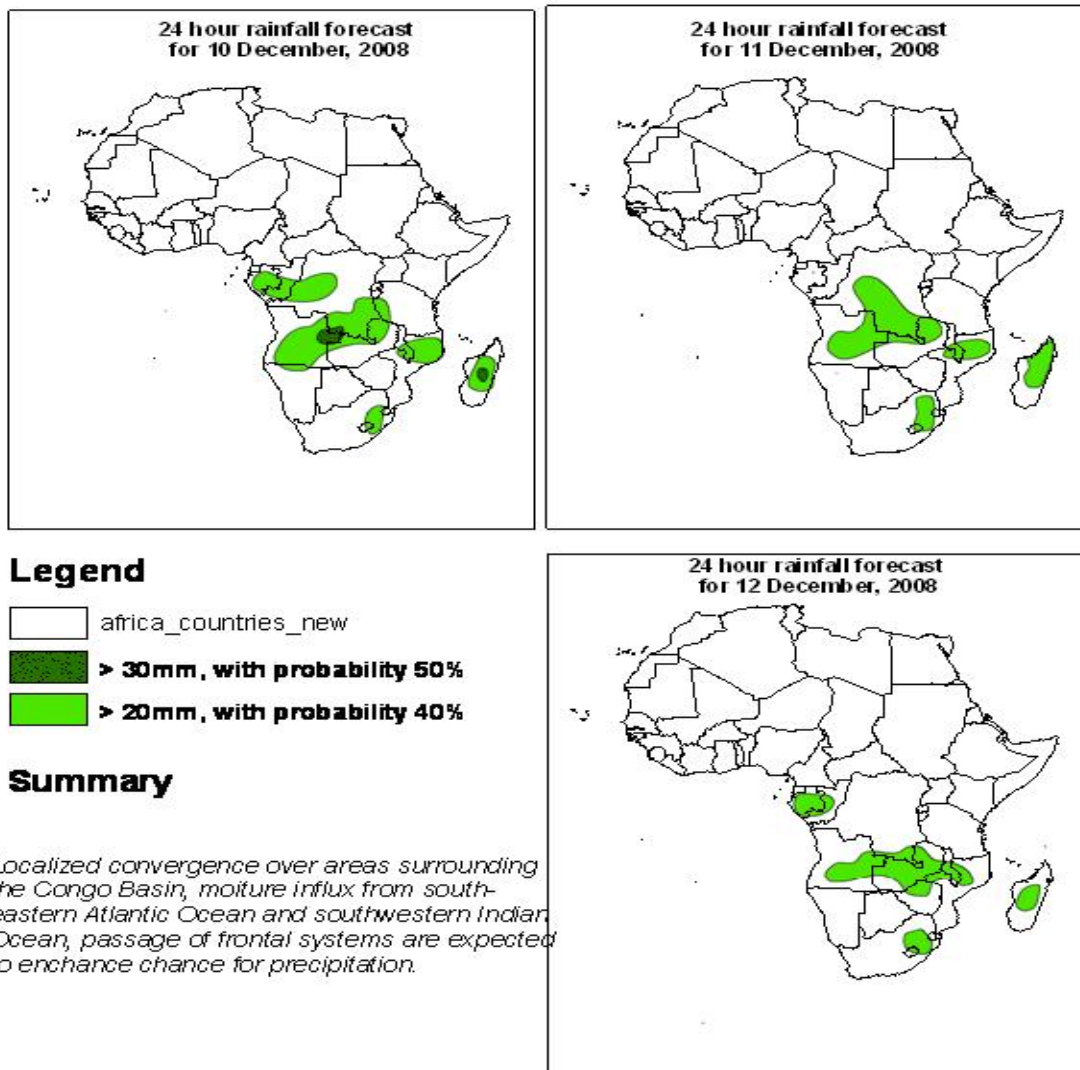 24 hour rainfall forecast
for 10 December, 2008
24 hour rainfall forecast
for 11 December, 2008
Legend
africa_countries_new
> 30mm, with probability 50%
> 20mm, with probability 40%
Summary
Localized convergence over areas surrounding
he Congo Basin, moiture influx from south-
eastern Atlantic Ocean and southwestern Indian
Ocean, passage of frontal systems are expected
o enchance chance for precipitation.
24 hour rainfall forecast
for 12 December, 2008